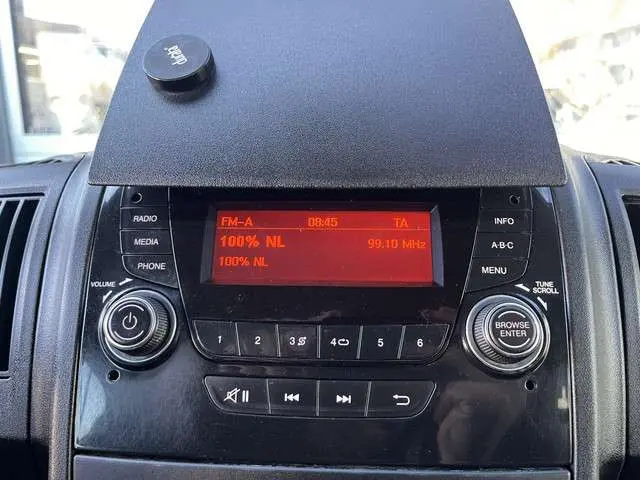 durable
FM-A 08:45 TA
100% NL 99.10 MHz
100% NL
RADIO
MEDIA
PHONE
INFO
A-B-C
MENU
VOLUME
TUNE
SCROLL
BROWSE
ENTER
1 2 3 4 5 6